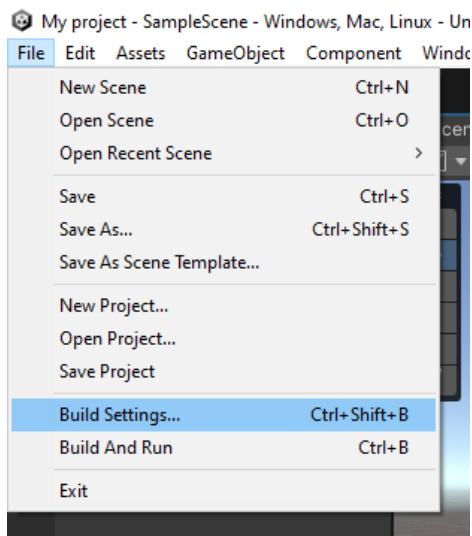 My project - SampleScene - Windows, Mac, Linux - Un
File Edit Assets GameObject Component Windo
New Scene Ctrl+N
Open Scene Ctrl+O
Open Recent Scene
Save Ctrl+S
Save As... Ctrl+Shift+S
Save As Scene Template...
New Project...
Open Project...
Save Project
Build Settings... Ctrl+Shift+B
Build And Run Ctrl+B
Exit